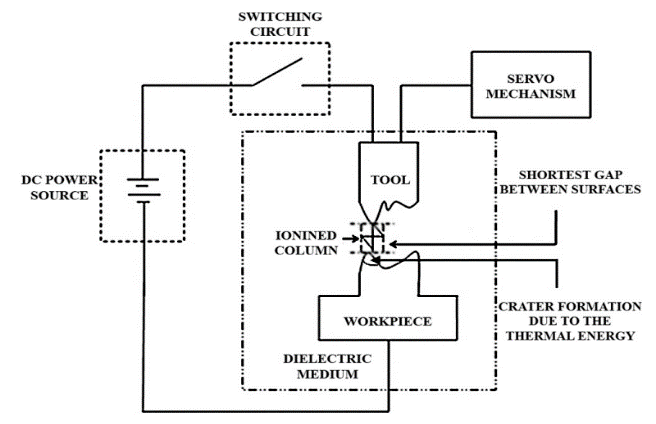 SWITCHING
CIRCUIT
SERVO
MECHANISM
DC POWER
SOURCE
TOOL
SHORTEST GAP
BETWEEN SURFACES
IONINED
COLUMN
CRATER FORMATION
DUE TO THE
THERMAL ENERGY
WORKPIECE
DIELECTRIC
MEDIUM